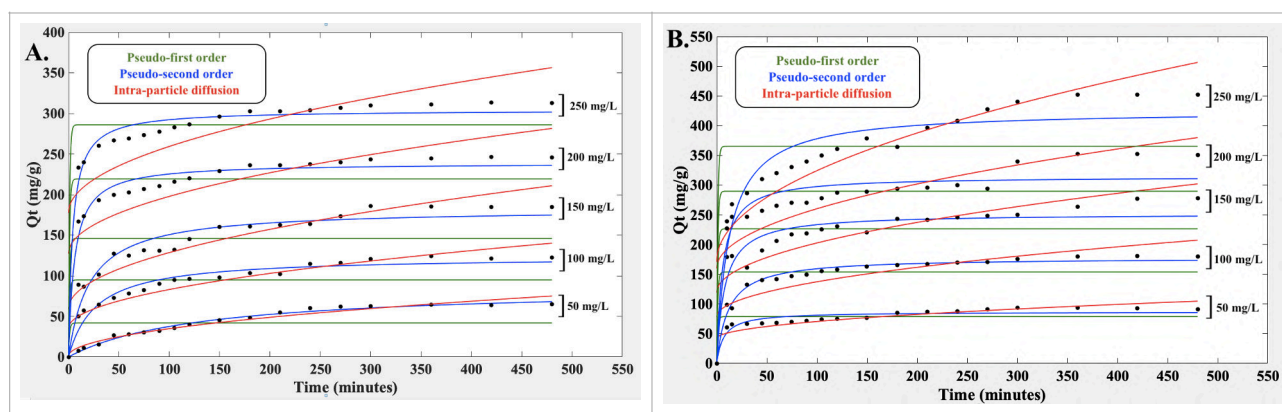 A.
Pseudo-first order
Pseudo-second order
Intra-particle diffusion
400
350
300
250
200
150
100
50
0
Qt (mg/g)
250 mg/L
200 mg/L
150 mg/L
100 mg/L
50 mg/L
0 50 100 150 200 250 300 350 400 450 500 550
Time (minutes)
B.
Pseudo-first order
Pseudo-second order
Intra-particle diffusion
550
500
450
400
350
300
250
200
150
100
50
0
Qt (mg/g)
250 mg/L
200 mg/L
150 mg/L
100 mg/L
50 mg/L
0 50 100 150 200 250 300 350 400 450 500 550
Time (minutes)